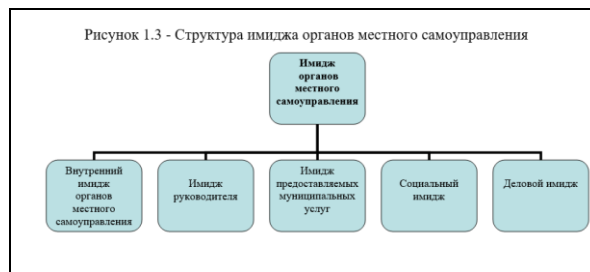 Рисунок 1.3 - Структура имиджа органов местного самоуправления
Имидж
органов
местного
самоуправления
Внутренний
имидж
органов
местного
самоуправления
Имидж
руководителя
Имидж
предоставляемых
муниципальных
услуг
Социальный
имидж
Деловой имидж